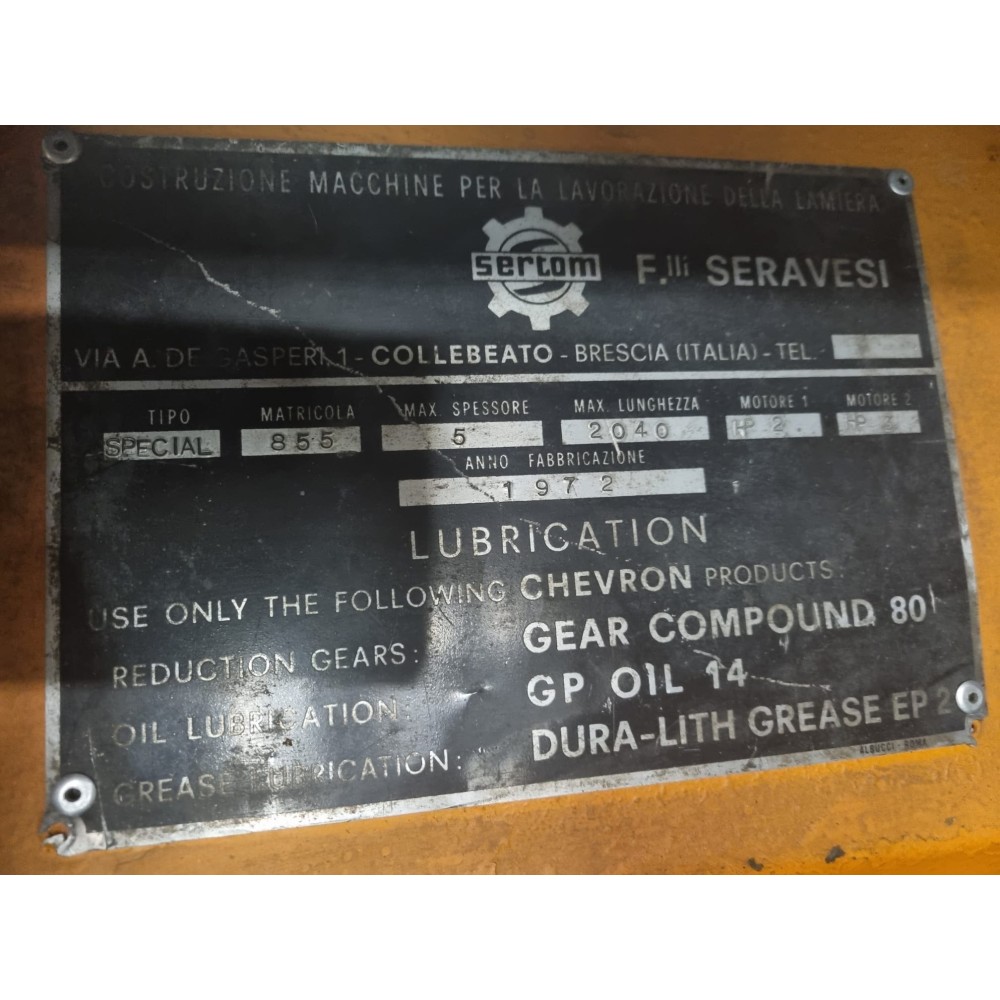 COSTRUZIONE MACCHINE PER LA LAVORAZIONE DELLA LAMIERA
sertom F.lli SERAVESI
VIA A. DE GASPERI, 1 - COLLEBEATO - BRESCIA (ITALIA) - TEL.
TIPO MATRICOLA MAX. SPESSORE MAX. LUNGHEZZA MOTORE 1 MOTORE 2
SPECIAL 855 5 2040 HP 2 HP
ANNO FABBRICAZIONE
1972
LUBRICATION
USE ONLY THE FOLLOWING CHEVRON PRODUCTS:
REDUCTION GEARS: GEAR COMPOUND 80
OIL LUBRICATION: GP OIL 14
GREASE LUBRICATION: DURA-LITH GREASE EP 2
ALBUCCI - ROMA